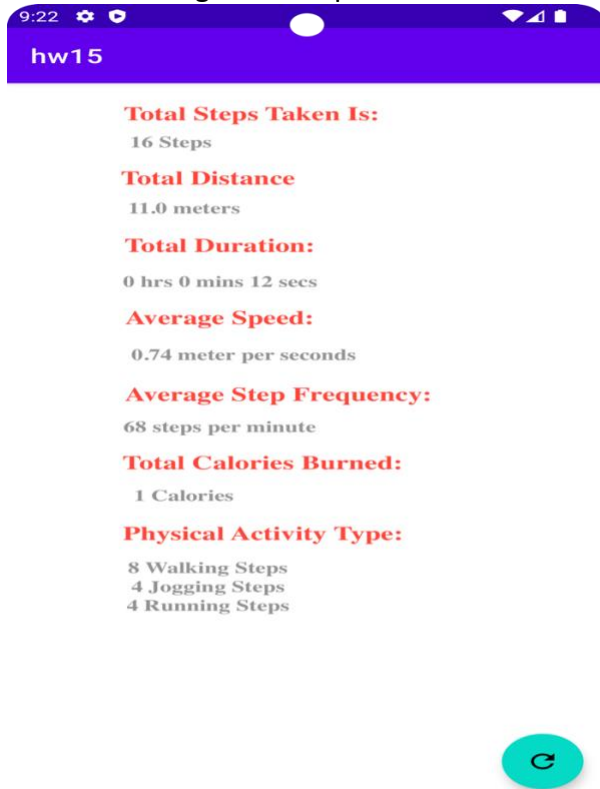 9:22
hw15
Total Steps Taken Is:
16 Steps
Total Distance
11.0 meters
Total Duration:
0 hrs 0 mins 12 secs
Average Speed:
0.74 meter per seconds
Average Step Frequency:
68 steps per minute
Total Calories Burned:
1 Calories
Physical Activity Type:
8 Walking Steps
4 Jogging Steps
4 Running Steps